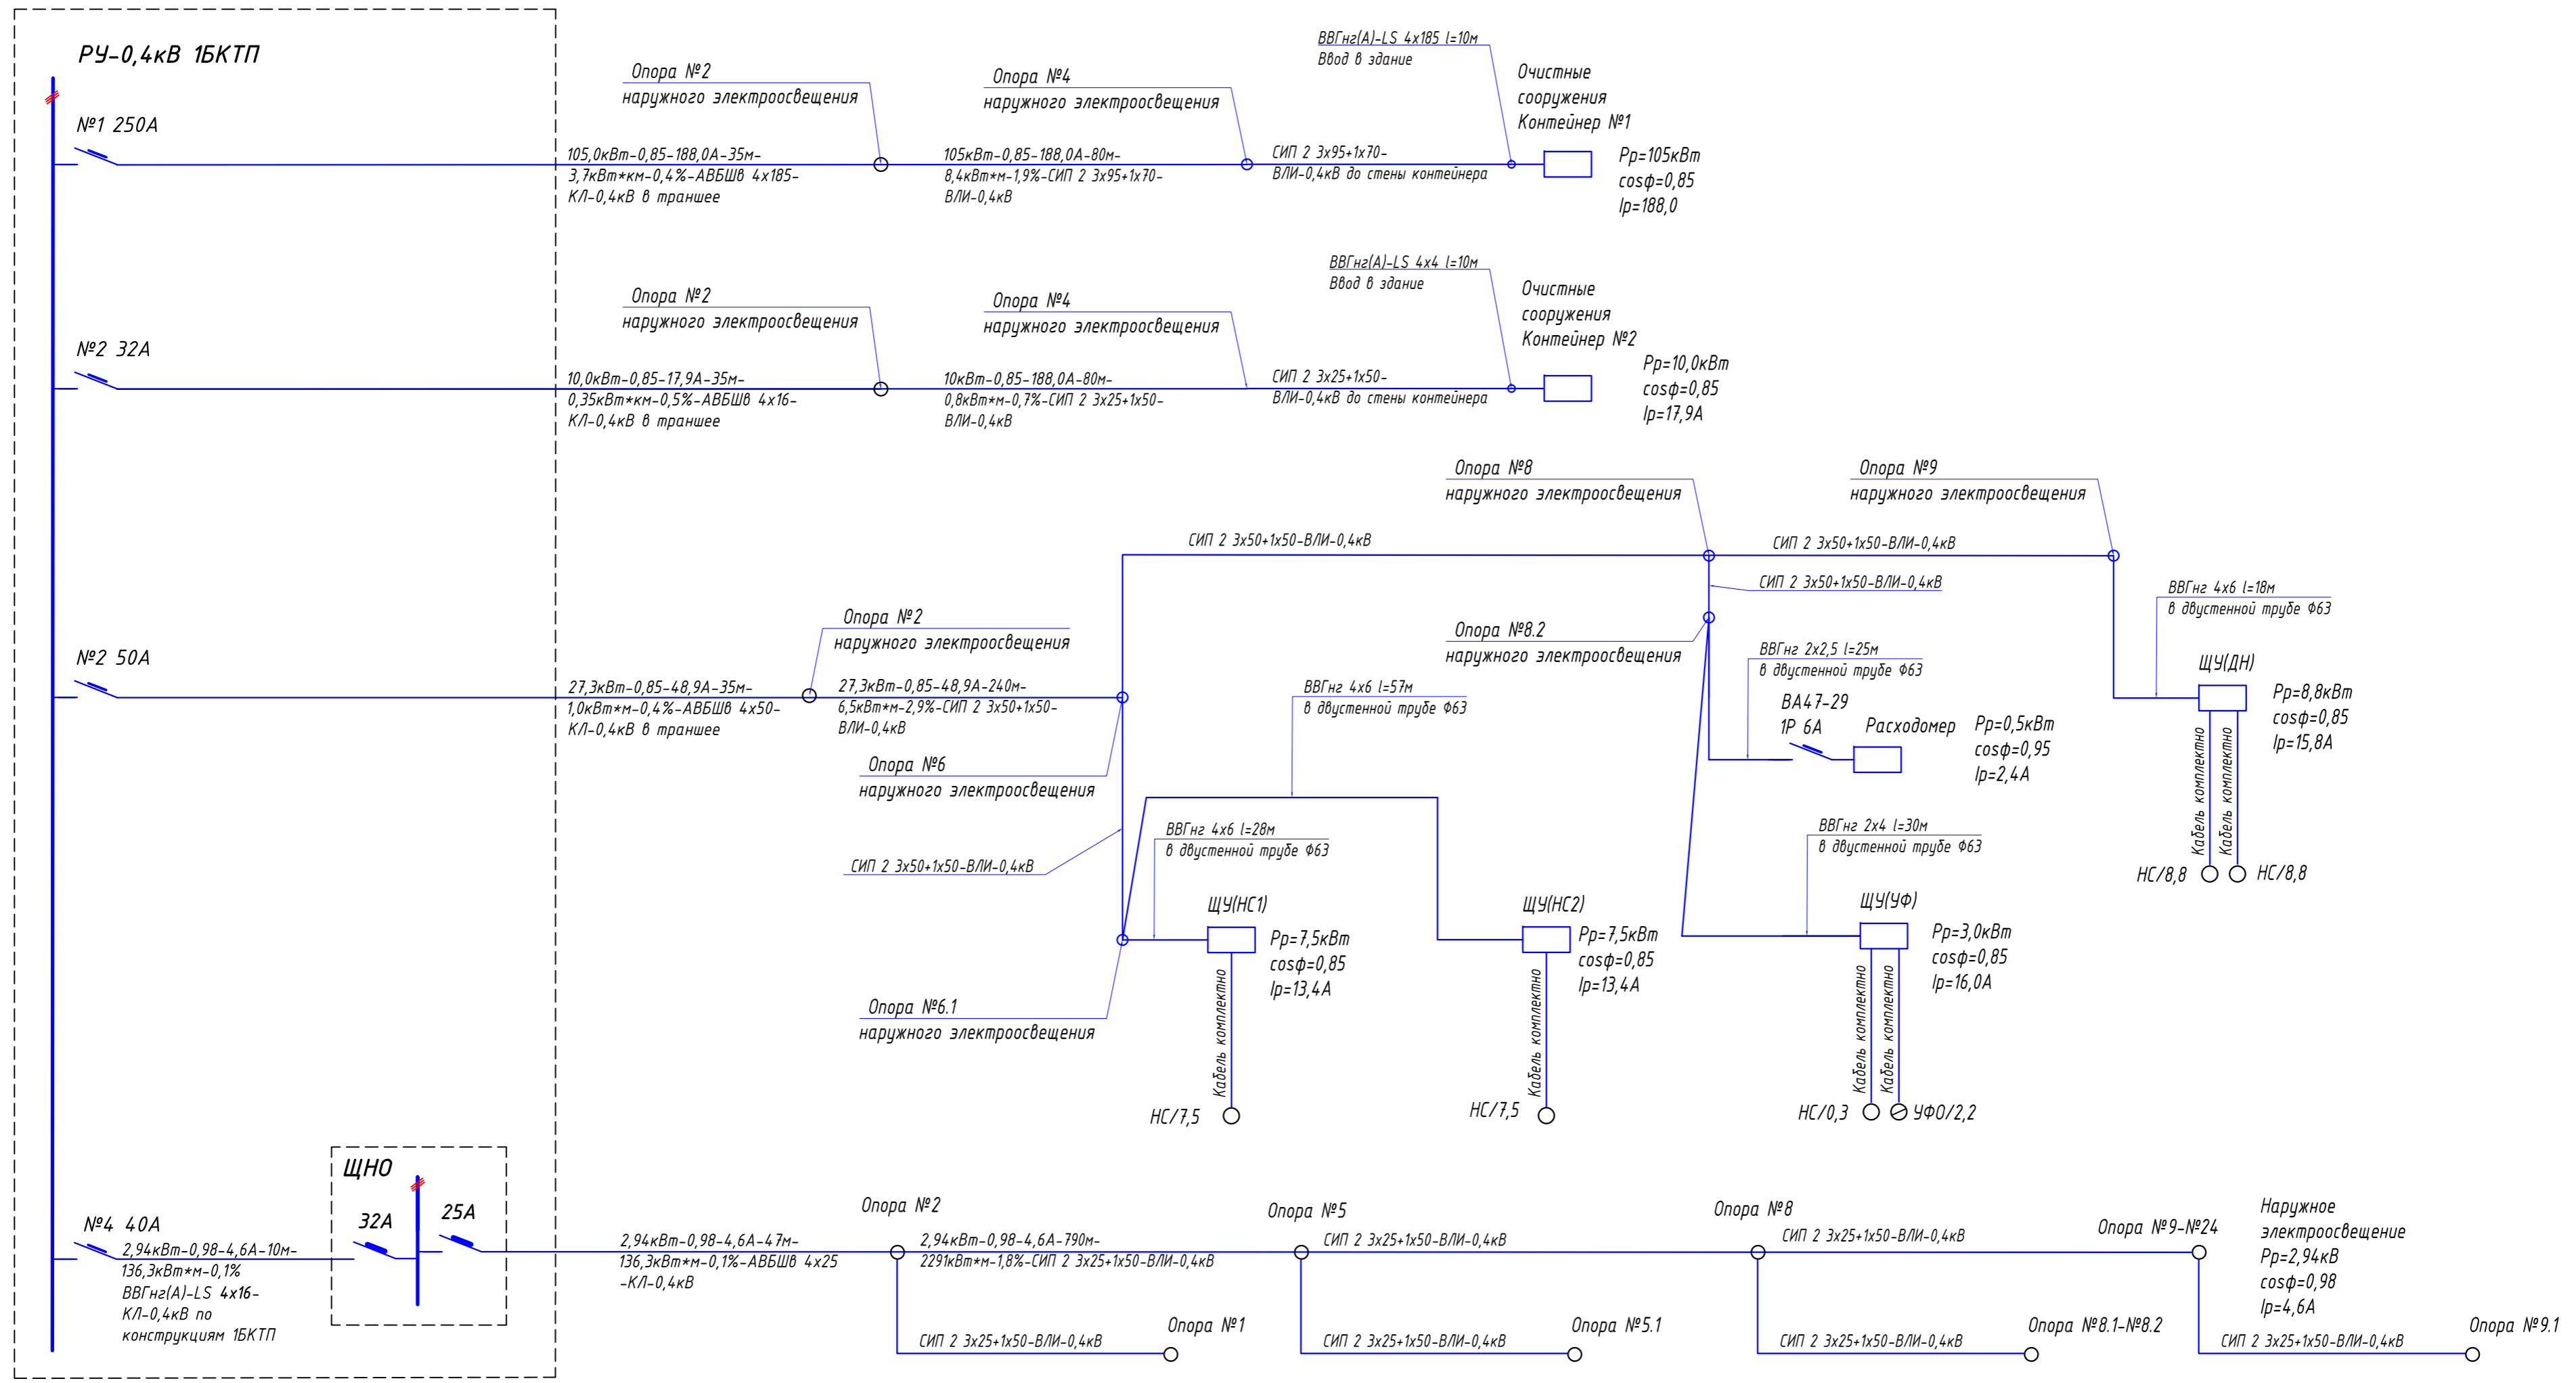 РУ-0,4кВ 1БКТП
№1 250А
Опора №2
наружного электроосвещения
105,0кВт-0,85-188,0А-35м-
3,7кВт*км-0,4%-АВБШв 4х185-
КЛ-0,4кВ в траншее
Опора №4
наружного электроосвещения
105кВт-0,85-188,0А-80м-
8,4кВт*м-1,9%-СИП 2 3х95+1х70-
ВЛИ-0,4кВ
ВВГнг(А)-LS 4х185 l=10м
Ввод в здание
СИП 2 3х95+1х70-
ВЛИ-0,4кВ до стены контейнера
Очистные
сооружения
Контейнер №1
Рр=105кВт
cosφ=0,85
Iр=188,0
№2 32А
Опора №2
наружного электроосвещения
10,0кВт-0,85-17,9А-35м-
0,35кВт*км-0,5%-АВБШв 4х16-
КЛ-0,4кВ в траншее
Опора №4
наружного электроосвещения
10кВт-0,85-188,0А-80м-
0,8кВт*м-0,7%-СИП 2 3х25+1х50-
ВЛИ-0,4кВ
ВВГнг(А)-LS 4х4 l=10м
Ввод в здание
СИП 2 3х25+1х50-
ВЛИ-0,4кВ до стены контейнера
Очистные
сооружения
Контейнер №2
Рр=10,0кВт
cosφ=0,85
Iр=17,9А
№2 50А
27,3кВт-0,85-48,9А-35м-
1,0кВт*м-0,4%-АВБШв 4х50-
КЛ-0,4кВ в траншее
Опора №2
наружного электроосвещения
27,3кВт-0,85-48,9А-240м-
6,5кВт*м-2,9%-СИП 2 3х50+1х50-
ВЛИ-0,4кВ
Опора №6
наружного электроосвещения
СИП 2 3х50+1х50-ВЛИ-0,4кВ
Опора №6.1
наружного электроосвещения
СИП 2 3х50+1х50-ВЛИ-0,4кВ
Опора №8
наружного электроосвещения
СИП 2 3х50+1х50-ВЛИ-0,4кВ
Опора №9
наружного электроосвещения
СИП 2 3х50+1х50-ВЛИ-0,4кВ
Опора №8.2
наружного электроосвещения
ВВГнг 4х6 l=57м
в двустенной трубе Ф63
ВВГнг 4х6 l=28м
в двустенной трубе Ф63
ЩУ(НС1)
Рр=7,5кВт
cosφ=0,85
Iр=13,4А
Кабель комплектно
НС/7,5
ЩУ(НС2)
Рр=7,5кВт
cosφ=0,85
Iр=13,4А
Кабель комплектно
НС/7,5
ВВГнг 2х2,5 l=25м
в двустенной трубе Ф63
ВА47-29
1Р 6А
Расходомер
Рр=0,5кВт
cosφ=0,95
Iр=2,4А
ВВГнг 2х4 l=30м
в двустенной трубе Ф63
ЩУ(УФ)
Рр=3,0кВт
cosφ=0,85
Iр=16,0А
Кабель комплектно
Кабель комплектно
НС/0,3
УФО/2,2
ВВГнг 4х6 l=18м
в двустенной трубе Ф63
ЩУ(ДН)
Рр=8,8кВт
cosφ=0,85
Iр=15,8А
Кабель комплектно
Кабель комплектно
НС/8,8
НС/8,8
№4 40А
2,94кВт-0,98-4,6А-10м-
136,3кВт*м-0,1%
ВВГнг(А)-LS 4х16-
КЛ-0,4кВ по
конструкциям 1БКТП
ЩНО
32А
25А
2,94кВт-0,98-4,6А-47м-
136,3кВт*м-0,1%-АВБШв 4х25
-КЛ-0,4кВ
Опора №2
2,94кВт-0,98-4,6А-790м-
2291кВт*м-1,8%-СИП 2 3х25+1х50-ВЛИ-0,4кВ
СИП 2 3х25+1х50-ВЛИ-0,4кВ
Опора №1
Опора №5
СИП 2 3х25+1х50-ВЛИ-0,4кВ
СИП 2 3х25+1х50-ВЛИ-0,4кВ
Опора №5.1
Опора №8
СИП 2 3х25+1х50-ВЛИ-0,4кВ
СИП 2 3х25+1х50-ВЛИ-0,4кВ
Опора №8.1-№8.2
Опора №9-№24
Наружное
электроосвещение
Рр=2,94кВ
cosφ=0,98
Iр=4,6А
СИП 2 3х25+1х50-ВЛИ-0,4кВ
Опора №9.1